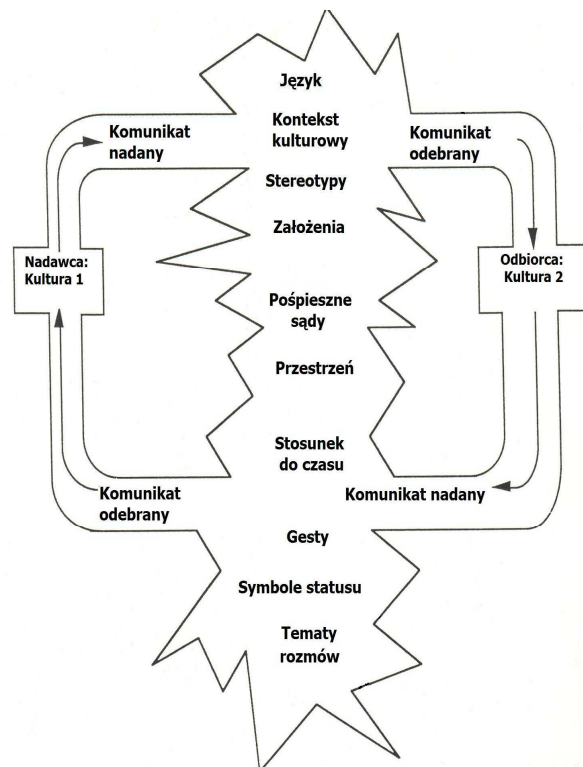 Język
Kontekst
kulturowy
Komunikat
nadany
Komunikat
odebrany
Stereotypy
Założenia
Nadawca:
Kultura 1
Odbiorca:
Kultura 2
Pośpieszne
sądy
Przestrzeń
Stosunek
do czasu
Komunikat
odebrany
Komunikat nadany
Gesty
Symbole statusu
Tematy
rozmów